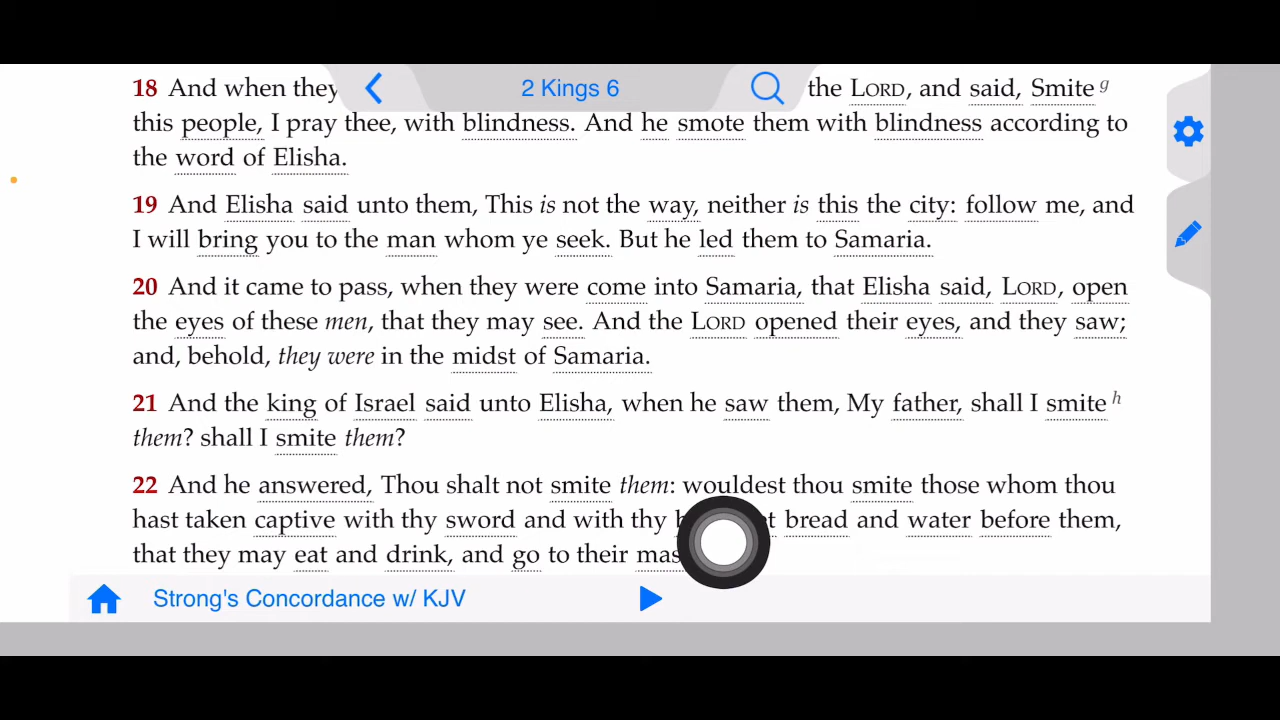 2 Kings 6
18 And when they the LORD, and said, Smite g
this people, I pray thee, with blindness. And he smote them with blindness according to
the word of Elisha.
19 And Elisha said unto them, This is not the way, neither is this the city: follow me, and
I will bring you to the man whom ye seek. But he led them to Samaria.
20 And it came to pass, when they were come into Samaria, that Elisha said, LORD, open
the eyes of these men, that they may see. And the LORD opened their eyes, and they saw;
and, behold, they were in the midst of Samaria.
21 And the king of Israel said unto Elisha, when he saw them, My father, shall I smite h
them? shall I smite them?
22 And he answered, Thou shalt not smite them: wouldest thou smite those whom thou
hast taken captive with thy sword and with thy bread and water before them,
that they may eat and drink, and go to their
Strong's Concordance w/ KJV